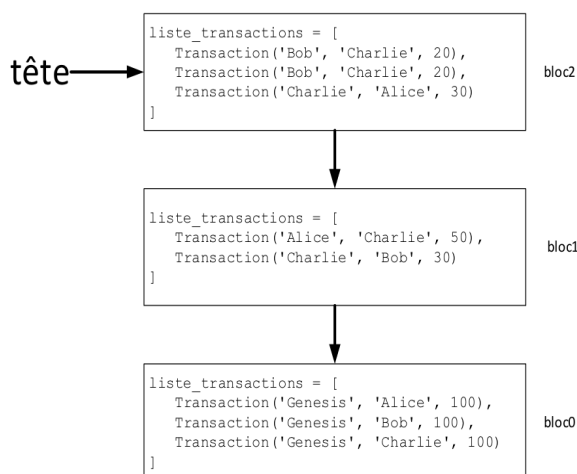 liste_transactions = [
Transaction('Bob', 'Charlie', 20),
Transaction('Bob', 'Charlie', 20),
Transaction('Charlie', 'Alice', 30)
]
tête
bloc2
liste_transactions = [
Transaction('Alice', 'Charlie', 50),
Transaction('Charlie', 'Bob', 30)
]
bloc1
liste_transactions = [
Transaction('Genesis', 'Alice', 100),
Transaction('Genesis', 'Bob', 100),
Transaction('Genesis', 'Charlie', 100)
]
bloc0